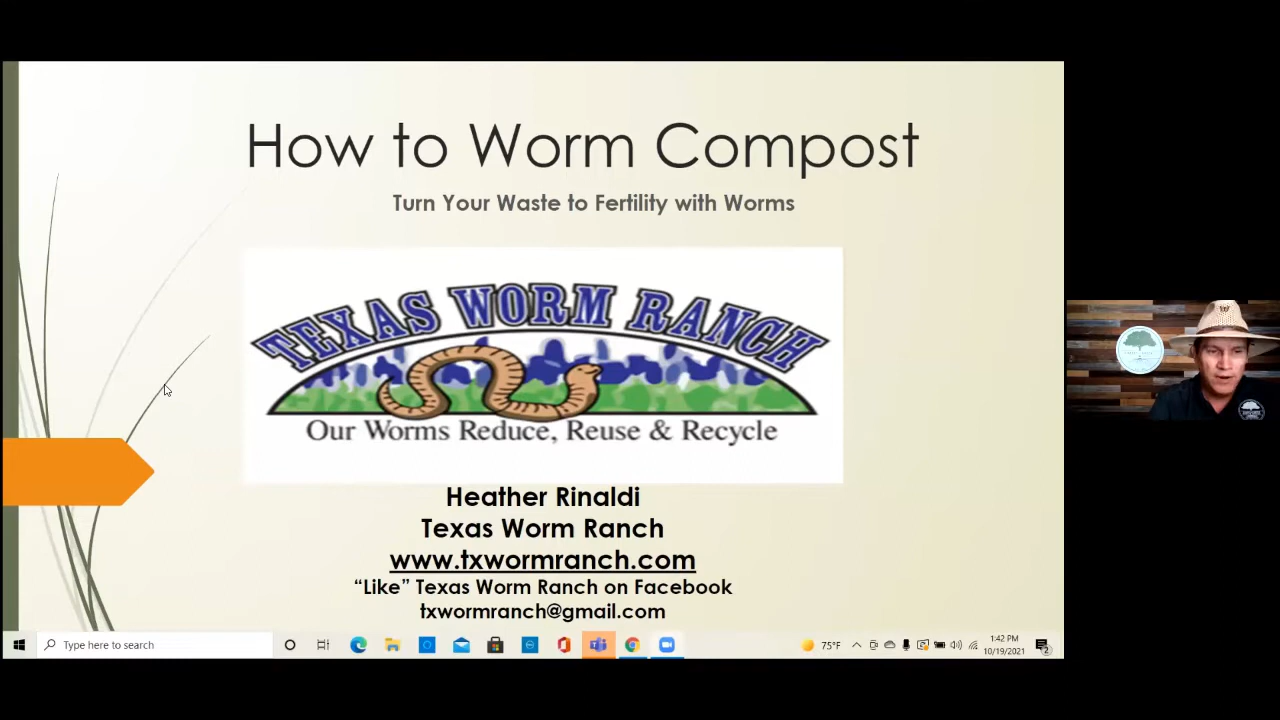 How to Worm Compost
Turn Your Waste to Fertility with Worms
TEXAS WORM RANCH
Our Worms Reduce, Reuse & Recycle
Heather Rinaldi
Texas Worm Ranch
www.txwormranch.com
“Like” Texas Worm Ranch on Facebook
txwormranch@gmail.com
Type here to search
75°F
1:42 PM
10/19/2021
2